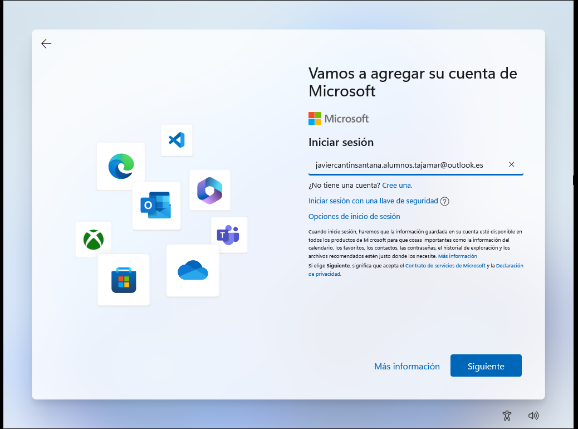 Vamos a agregar su cuenta de
Microsoft
Microsoft
Iniciar sesión
javiercantinsantana.alumnos.tajamar@outlook.es
¿No tiene una cuenta? Cree una.
Iniciar sesión con una llave de seguridad
Opciones de inicio de sesión
Cuando inicie sesión, haremos que la información guardada en su cuenta esté disponible en
todos los productos de Microsoft para que cosas importantes como la información del
calendario, los favoritos, los contactos, las contraseñas, el historial de exploración y los
archivos recomendados estén justo donde los necesite. Más información
Si elige Siguiente, significa que acepta el Contrato de servicios de Microsoft y la Declaración
de privacidad.
Más información
Siguiente